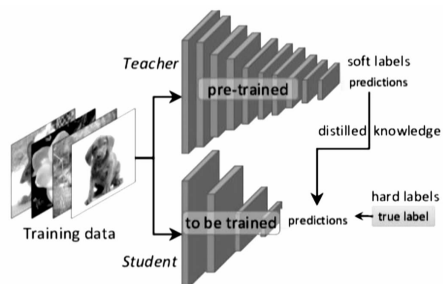 Teacher
pre-trained
soft labels
predictions
distilled knowledge
Training data
to be trained
predictions
hard labels
true label
Student